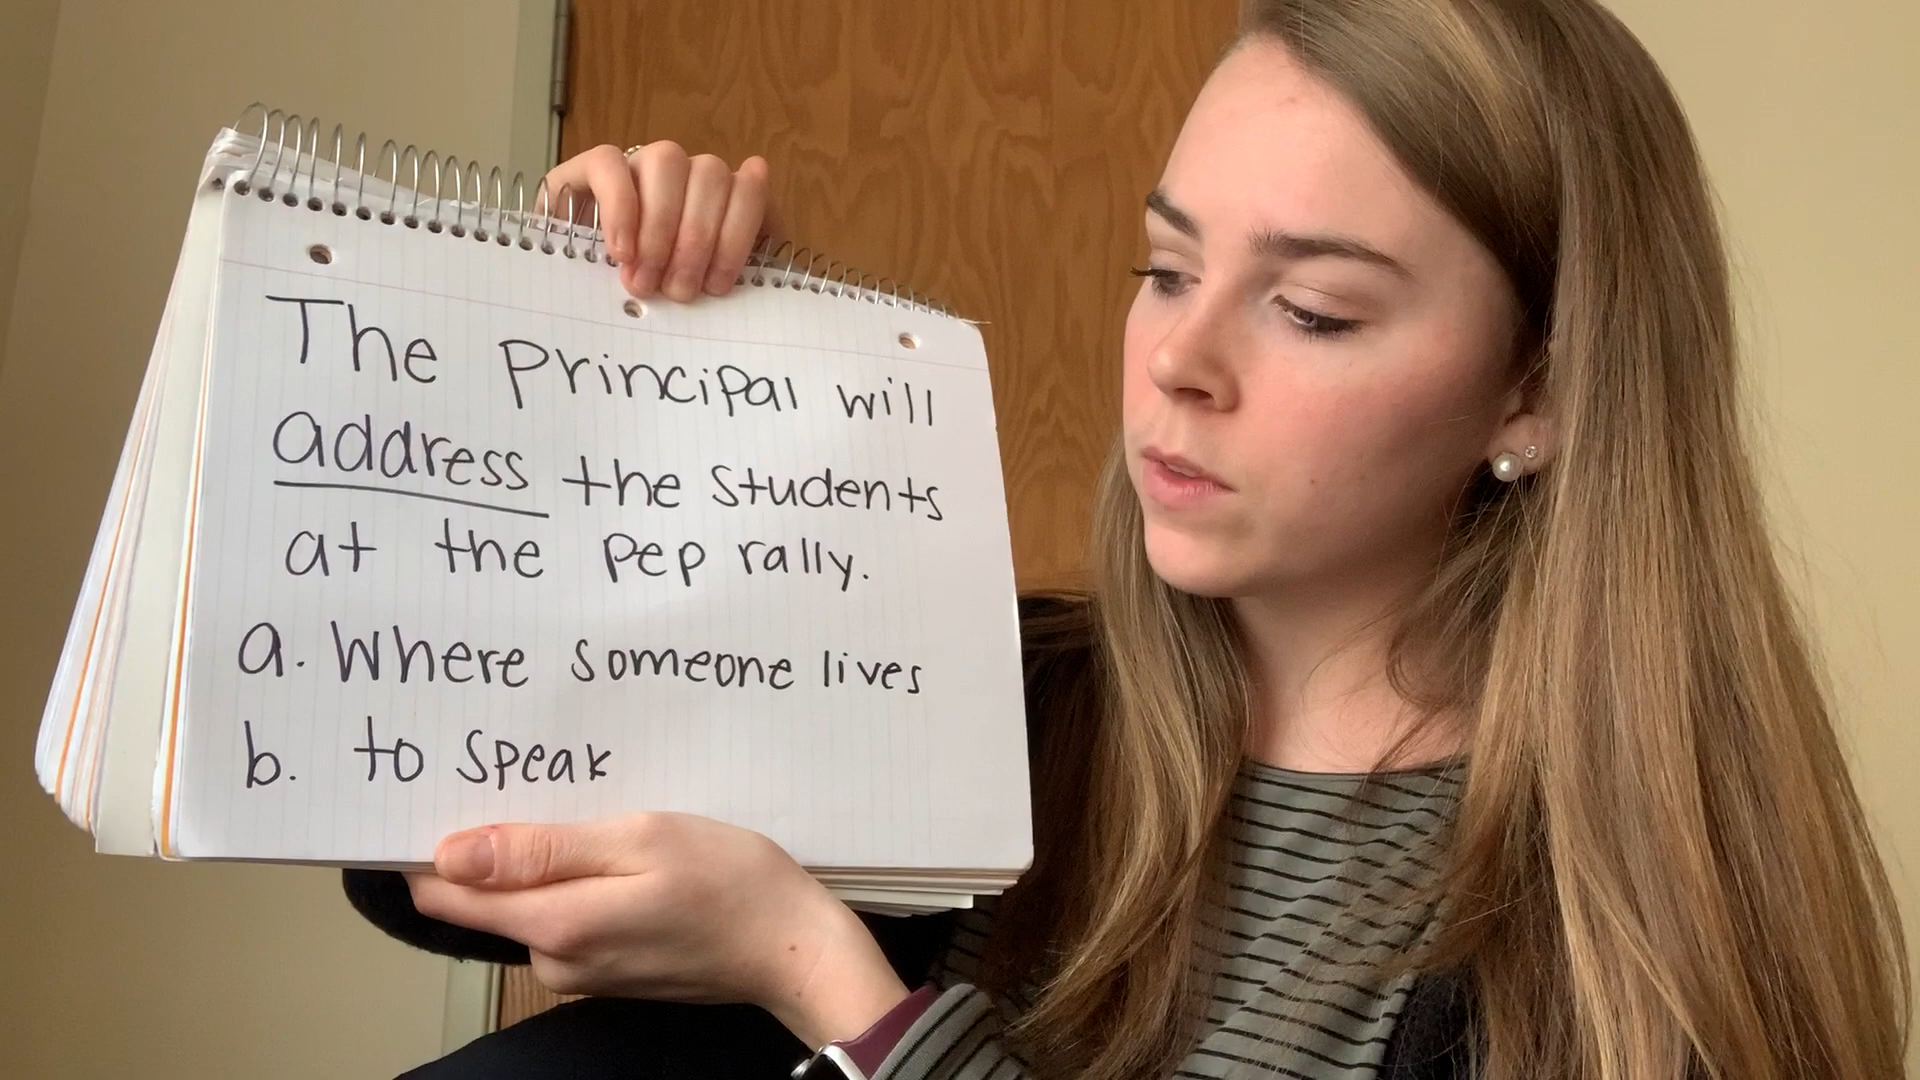 The principal will
address the students
at the pep rally.
a. Where someone lives
b. to speak